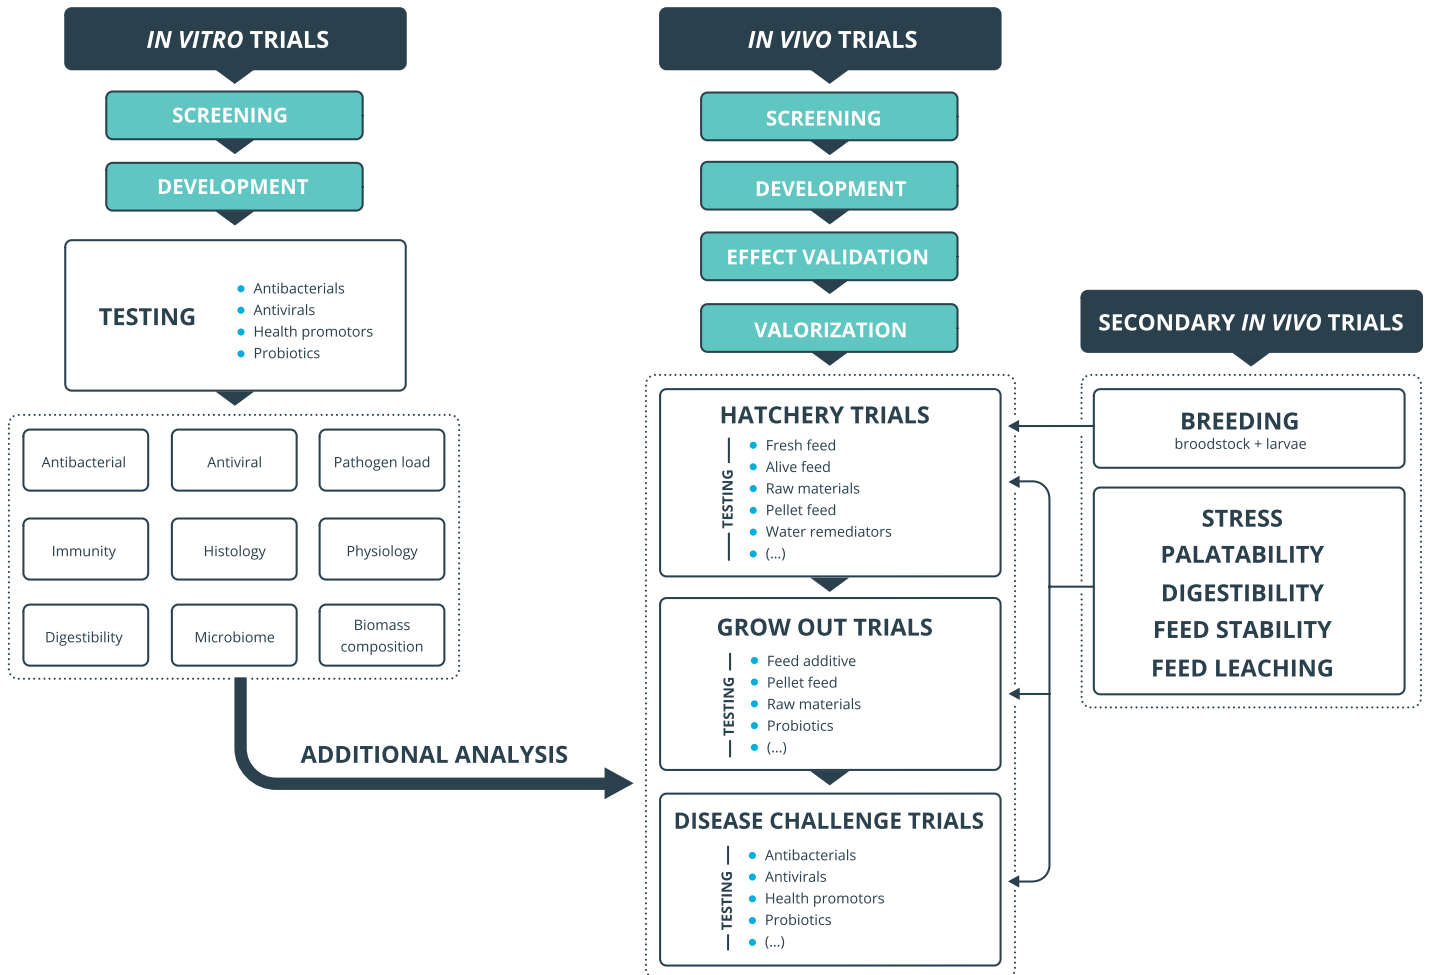 IN VITRO TRIALS
SCREENING
DEVELOPMENT
TESTING
Antibacterials
Antivirals
Health promotors
Probiotics
Antibacterial
Antiviral
Pathogen load
Immunity
Histology
Physiology
Digestibility
Microbiome
Biomass
composition
ADDITIONAL ANALYSIS
IN VIVO TRIALS
SCREENING
DEVELOPMENT
EFFECT VALIDATION
VALORIZATION
HATCHERY TRIALS
TESTING
Fresh feed
Alive feed
Raw materials
Pellet feed
Water remediators
(...)
GROW OUT TRIALS
TESTING
Feed additive
Pellet feed
Raw materials
Probiotics
(...)
DISEASE CHALLENGE TRIALS
TESTING
Antibacterials
Antivirals
Health promotors
Probiotics
(...)
SECONDARY IN VIVO TRIALS
BREEDING
broodstock + larvae
STRESS
PALATABILITY
DIGESTIBILITY
FEED STABILITY
FEED LEACHING